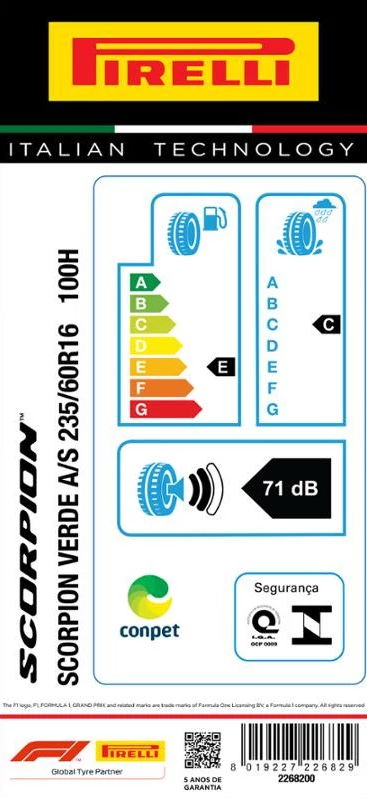 PIRELLI
ITALIAN TECHNOLOGY
SCORPION™
SCORPION VERDE A/S 235/60R16 100H
A
B
C
D
E
F
G
E
A
B
C
D
E
F
G
C
71 dB
conpet
Segurança
I.Q.A.
OCP 0009
The F1 logo, F1, FORMULA 1, GRAND PRIX and related marks are trade marks of Formula One Licensing BV, a Formula 1 company. All rights reserved
F1 PIRELLI
Global Tyre Partner
5 ANOS DE
GARANTIA
8 019227 226829
2268200